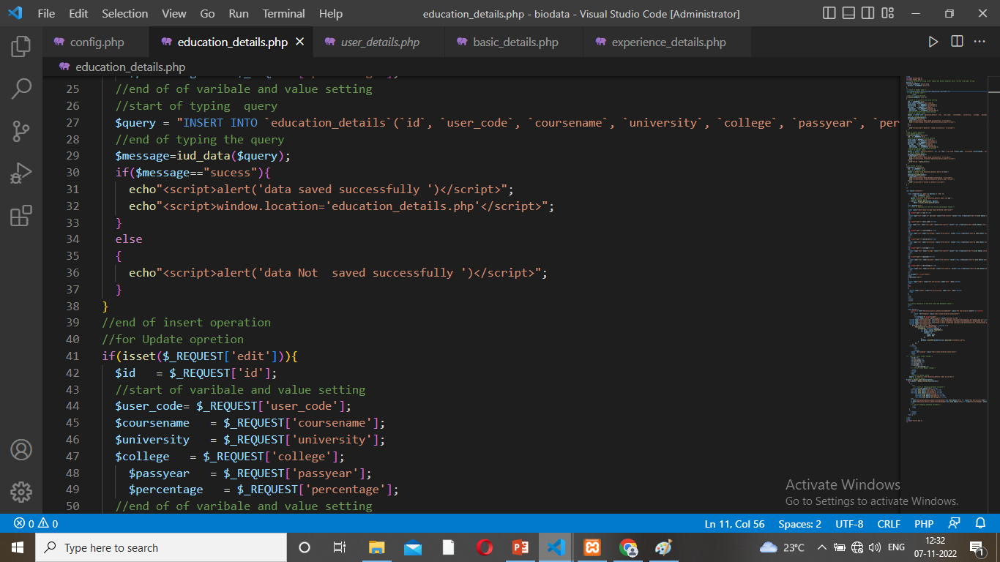 File Edit Selection View Go Run Terminal Help education_details.php - biodata - Visual Studio Code [Administrator]
config.php education_details.php user_details.php basic_details.php experience_details.php
education_details.php
25 //end of of varibale and value setting
26 //start of typing  query
27 $query = "INSERT INTO `education_details`(`id`, `user_code`, `coursename`, `university`, `college`, `passyear`, `per
28 //end of typing the query
29 $message=iud_data($query);
30 if($message=="sucess"){
31 echo"<script>alert('data saved successfully ')</script>";
32 echo"<script>window.location='education_details.php'</script>";
33 }
34 else
35 {
36 echo"<script>alert('data Not  saved successfully ')</script>";
37 }
38 }
39 //end of insert operation
40 //for Update opretion
41 if(isset($_REQUEST['edit'])){
42 $id   = $_REQUEST['id'];
43 //start of varibale and value setting
44 $user_code= $_REQUEST['user_code'];
45 $coursename   = $_REQUEST['coursename'];
46 $university   = $_REQUEST['university'];
47 $college   = $_REQUEST['college'];
48 $passyear   = $_REQUEST['passyear'];
49 $percentage   = $_REQUEST['percentage'];
50 //end of of varibale and value setting
Activate Windows
Go to Settings to activate Windows.
0 0 Ln 11, Col 56 Spaces: 2 UTF-8 CRLF PHP
Type here to search 23°C ENG 12:32
07-11-2022 1